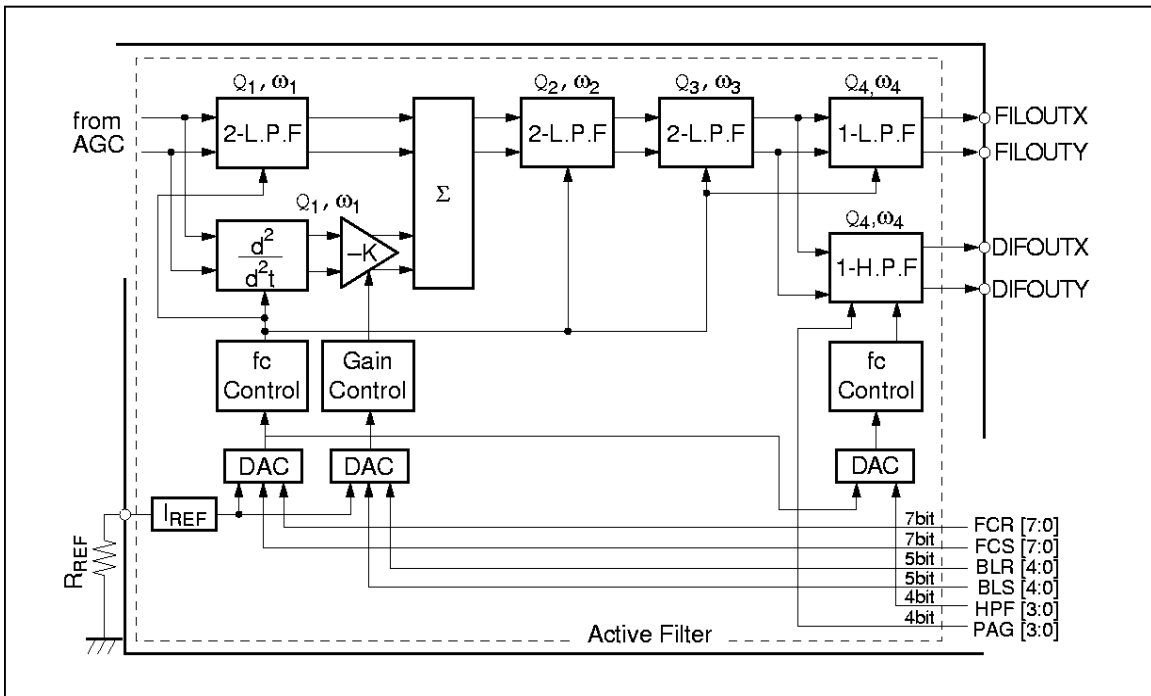 Q1, ω1
Q2, ω2
Q3, ω3
Q4,ω4
from
AGC
2-L.P.F
2-L.P.F
2-L.P.F
1-L.P.F
FILOUTX
FILOUTY
Σ
Q1, ω1
d2
d2t
–K
Q4,ω4
1-H.P.F
DIFOUTX
DIFOUTY
fc
Control
Gain
Control
fc
Control
DAC
DAC
DAC
IREF
RREF
7bit FCR [7:0]
7bit FCS [7:0]
5bit BLR [4:0]
5bit BLS [4:0]
4bit HPF [3:0]
4bit PAG [3:0]
Active Filter